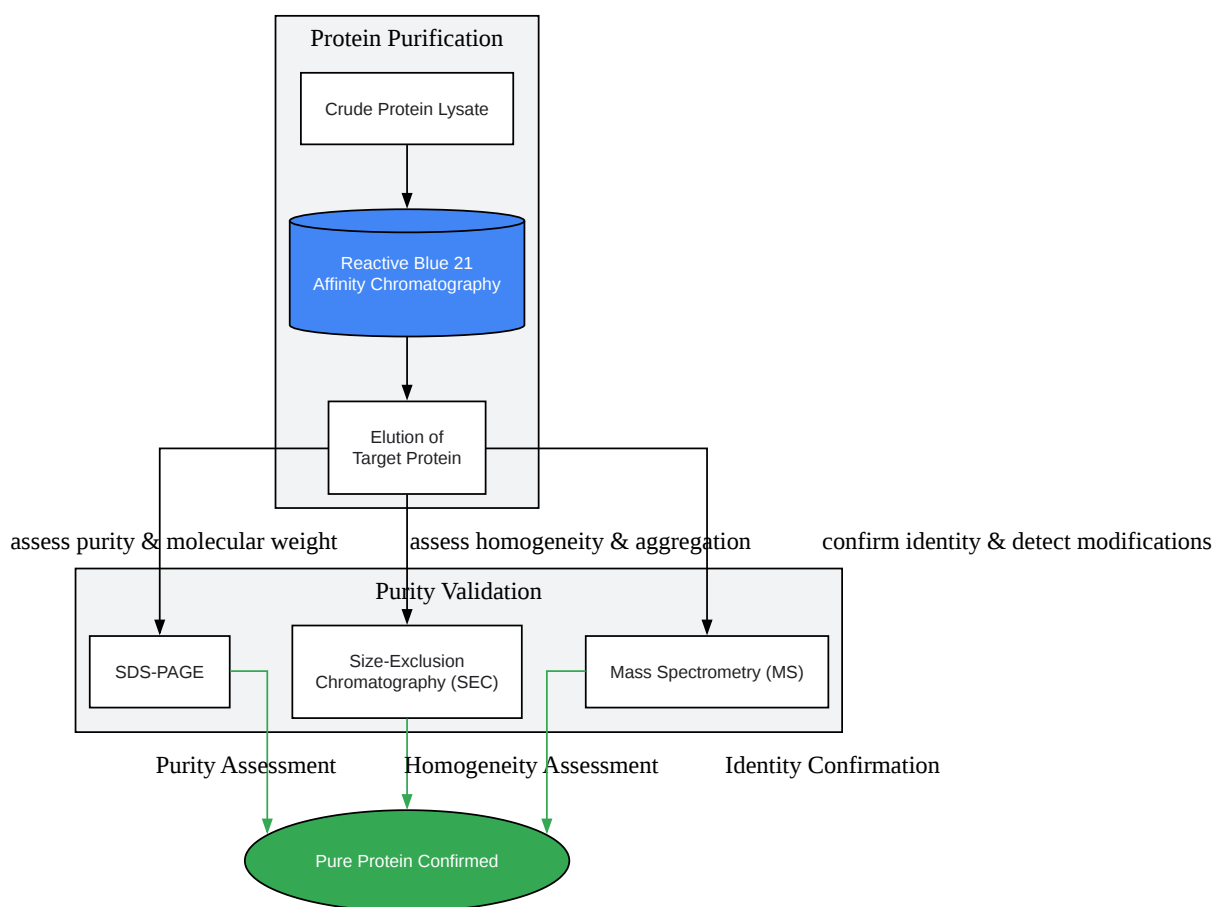 Protein Purification
Crude Protein Lysate
Reactive Blue 21
Affinity Chromatography
Elution of
Target Protein
assess purity & molecular weight
assess homogeneity & aggregation
confirm identity & detect modifications
Purity Validation
SDS-PAGE
Size-Exclusion
Chromatography (SEC)
Mass Spectrometry (MS)
Purity Assessment
Homogeneity Assessment
Identity Confirmation
Pure Protein Confirmed